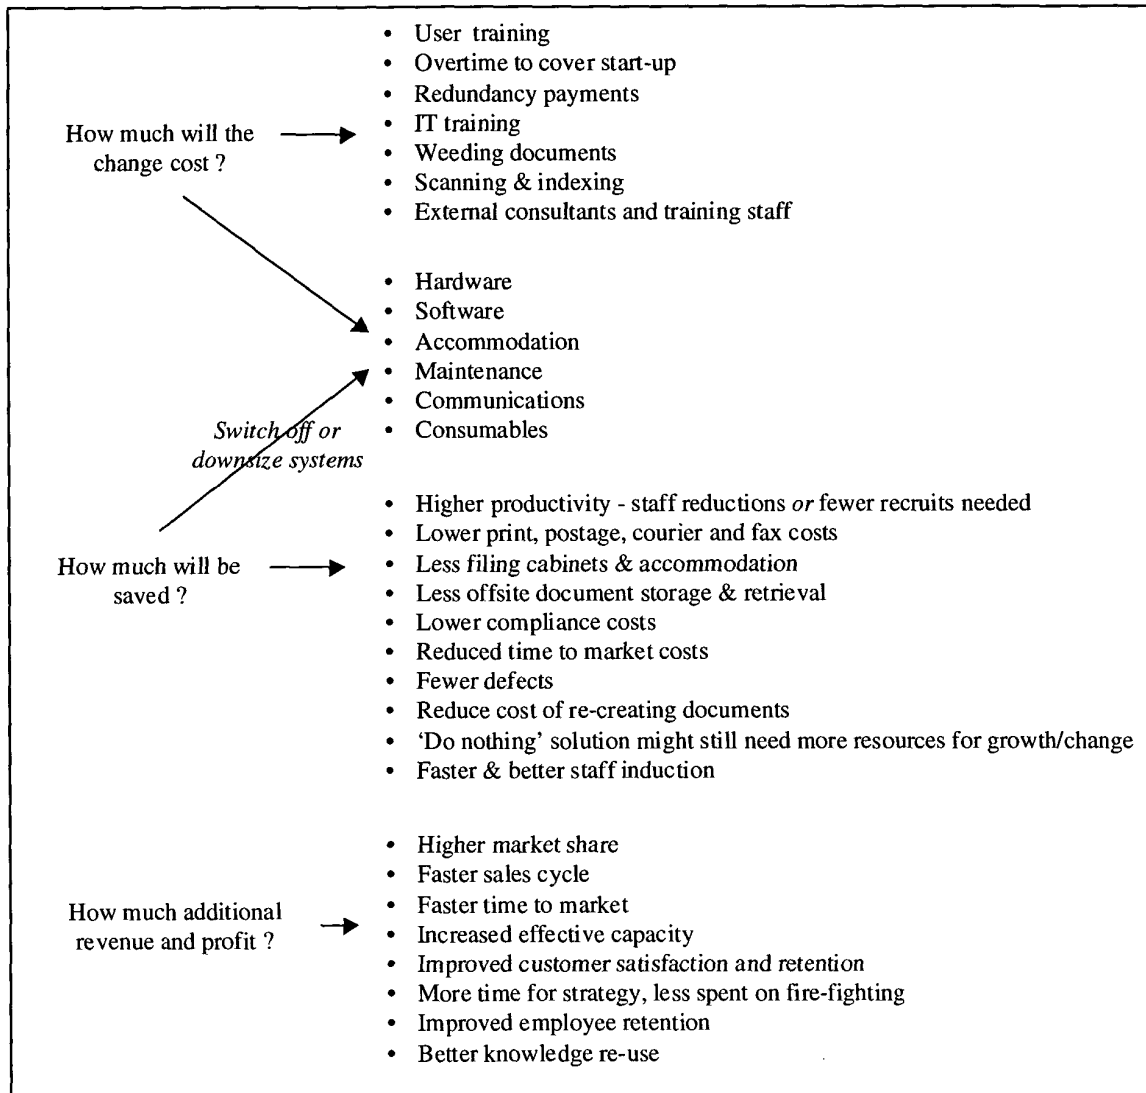 • User training
• Overtime to cover start-up
• Redundancy payments
• IT training
How much will the
change cost ?
• Weeding documents
• Scanning & indexing
• External consultants and training staff
• Hardware
• Software
• Accommodation
• Maintenance
• Communications
• Consumables
Switch off or
downsize systems
• Higher productivity - staff reductions or fewer recruits needed
• Lower print, postage, courier and fax costs
How much will be
saved ?
• Less filing cabinets & accommodation
• Less offsite document storage & retrieval
• Lower compliance costs
• Reduced time to market costs
• Fewer defects
• Reduce cost of re-creating documents
• ‘Do nothing’ solution might still need more resources for growth/change
• Faster & better staff induction
• Higher market share
• Faster sales cycle
• Faster time to market
How much additional
revenue and profit ?
• Increased effective capacity
• Improved customer satisfaction and retention
• More time for strategy, less spent on fire-fighting
• Improved employee retention
• Better knowledge re-use